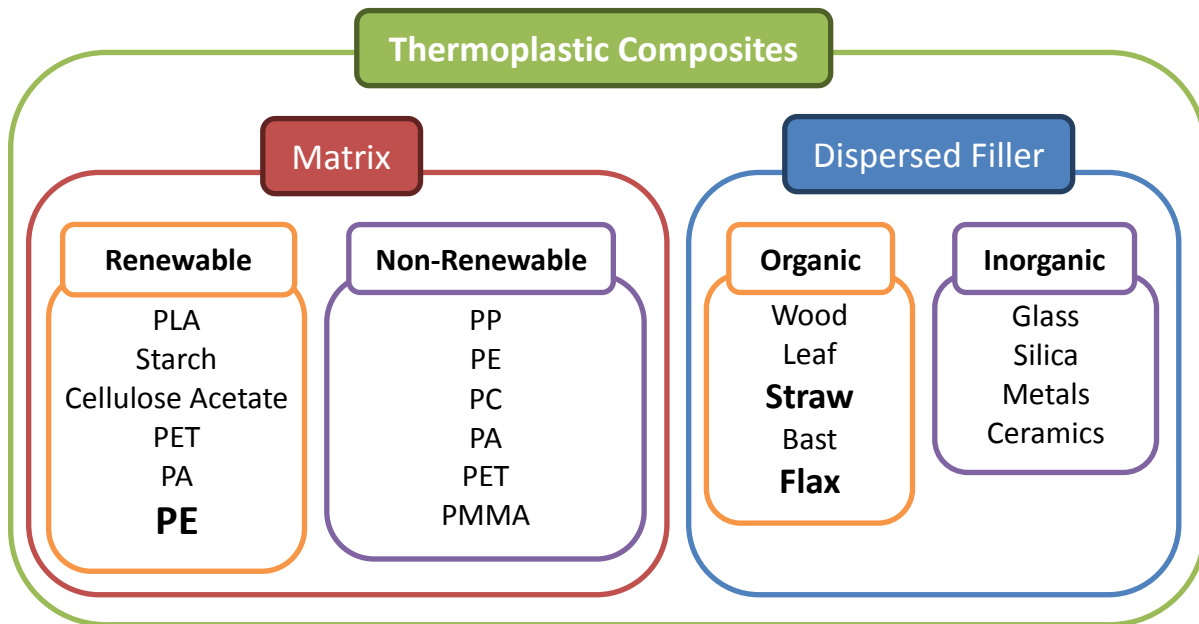 Thermoplastic Composites
Matrix
Renewable
PLA
Starch
Cellulose Acetate
PET
PA
PE
Non-Renewable
PP
PE
PC
PA
PET
PMMA
Dispersed Filler
Organic
Wood
Leaf
Straw
Bast
Flax
Inorganic
Glass
Silica
Metals
Ceramics